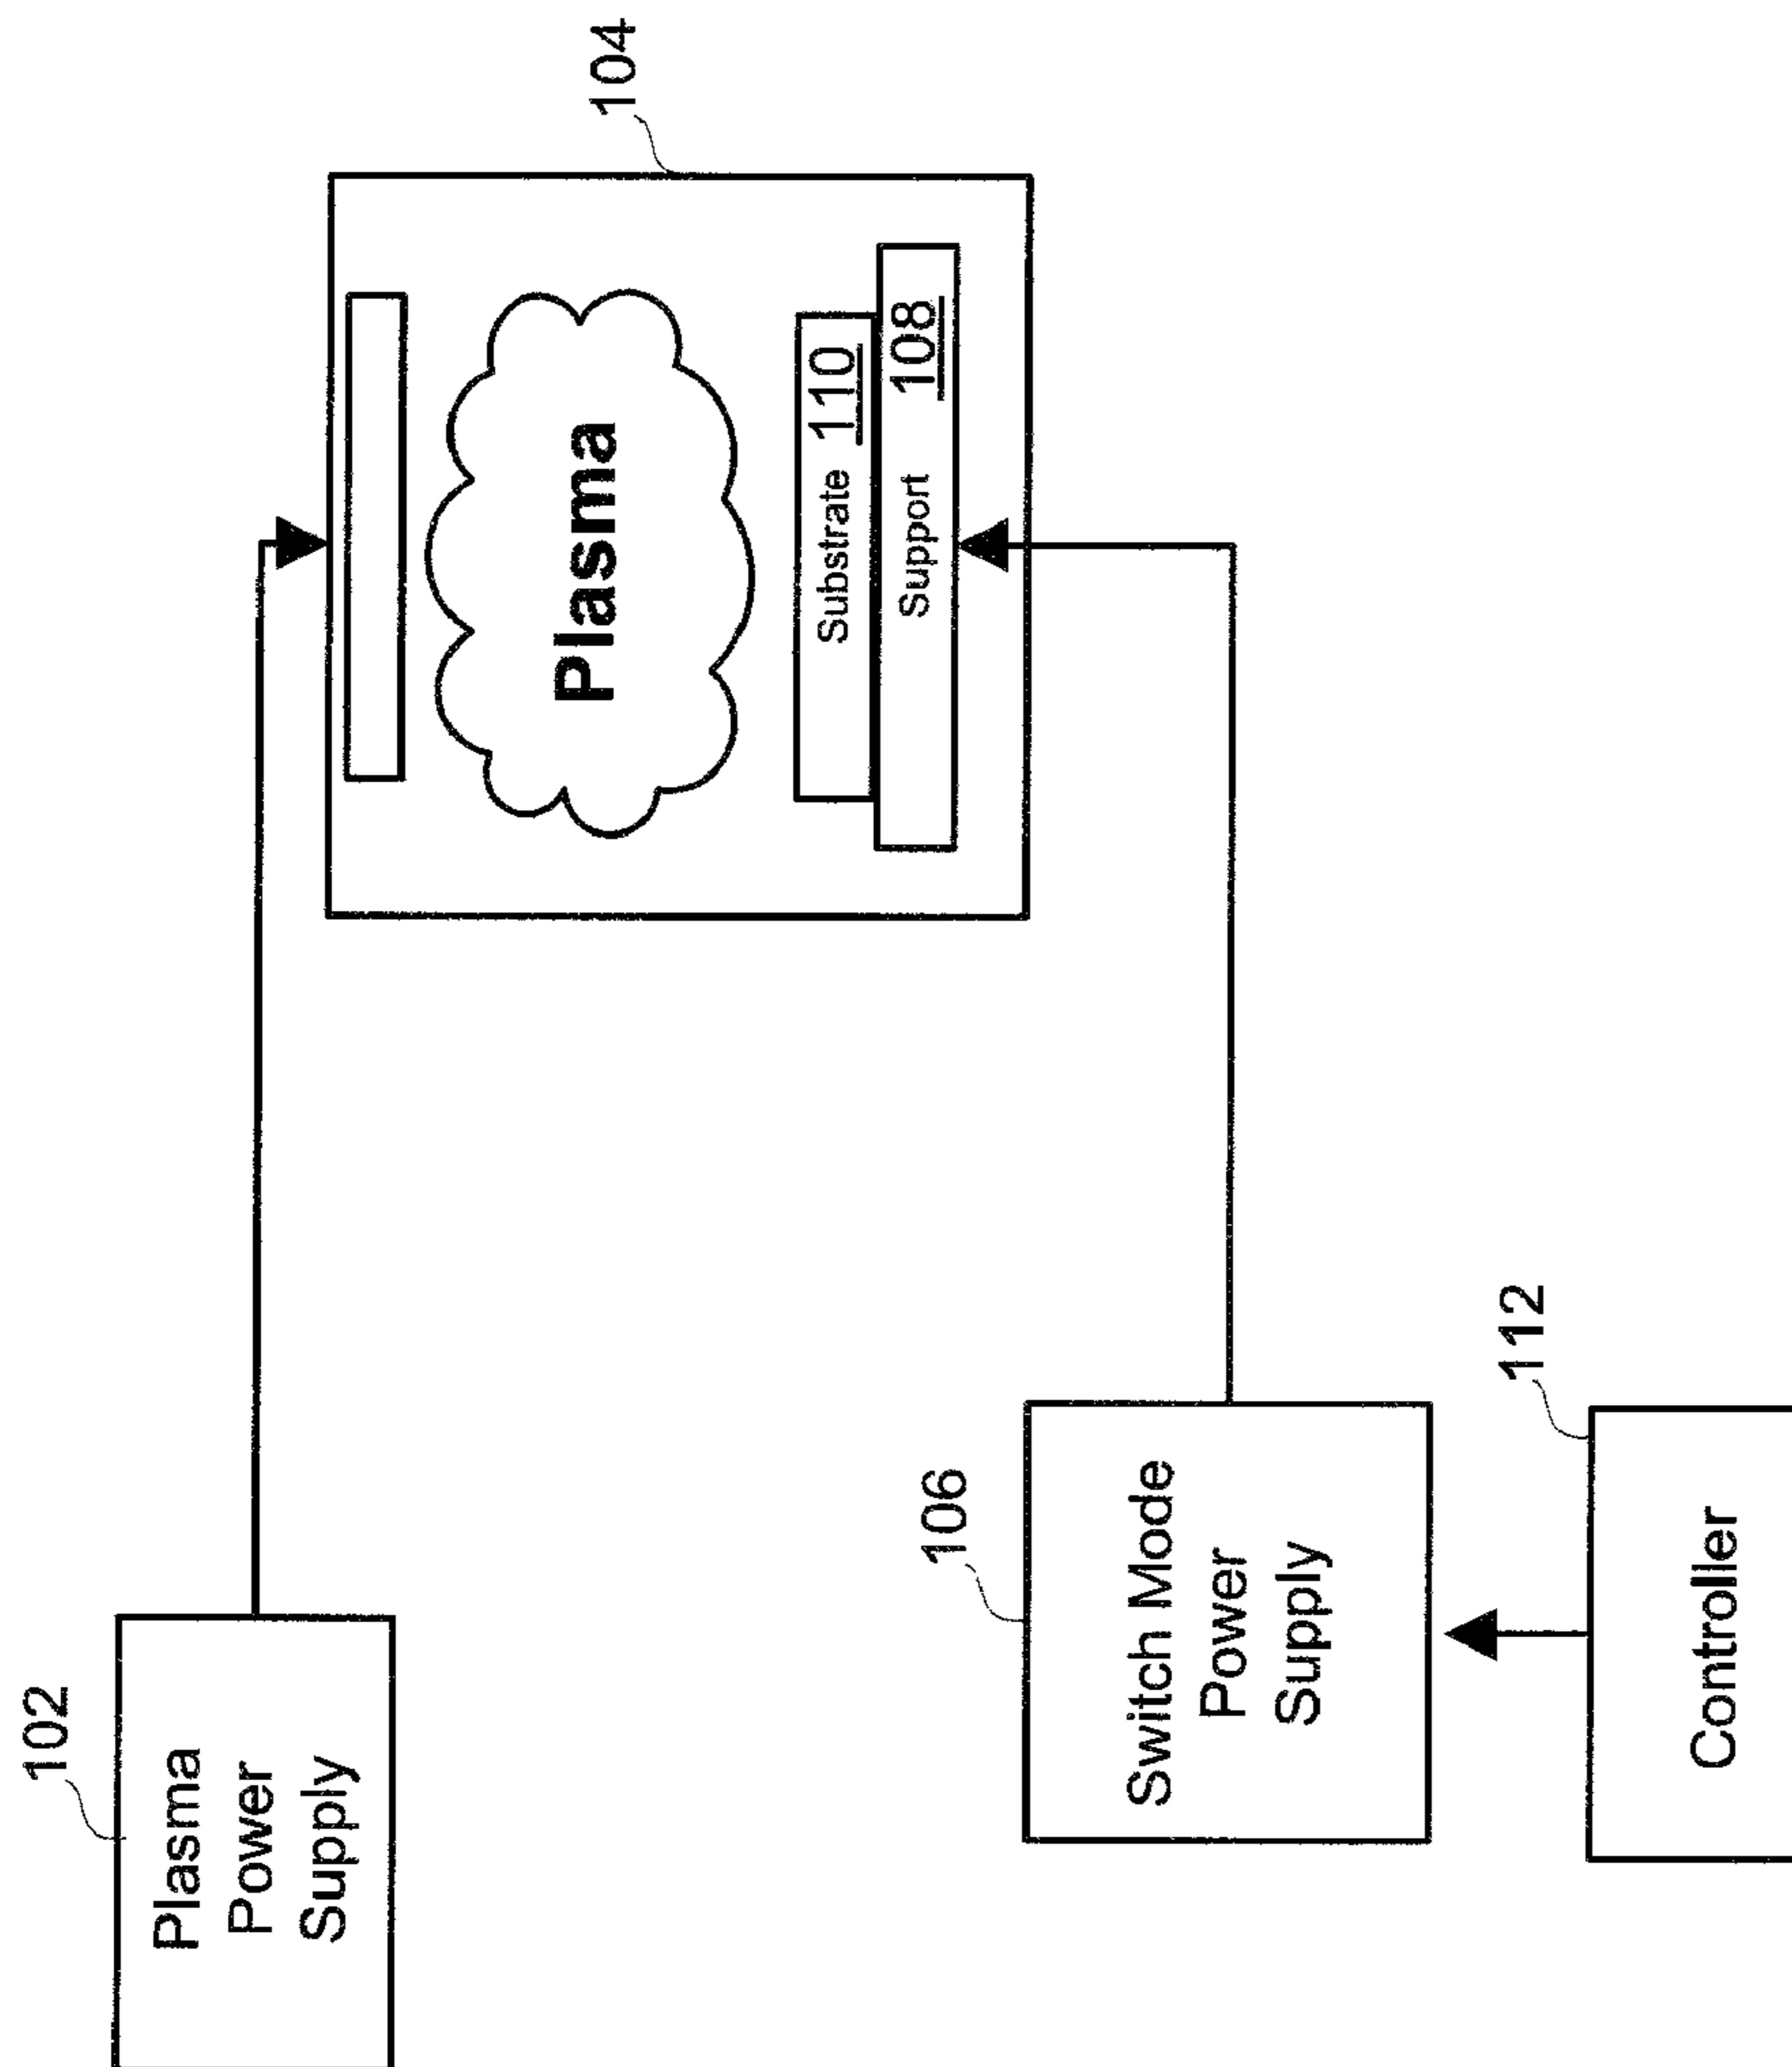 102
Plasma
Power
Supply
104
Plasma
Substrate 110
Support 108
106
Switch Mode
Power
Supply
112
Controller